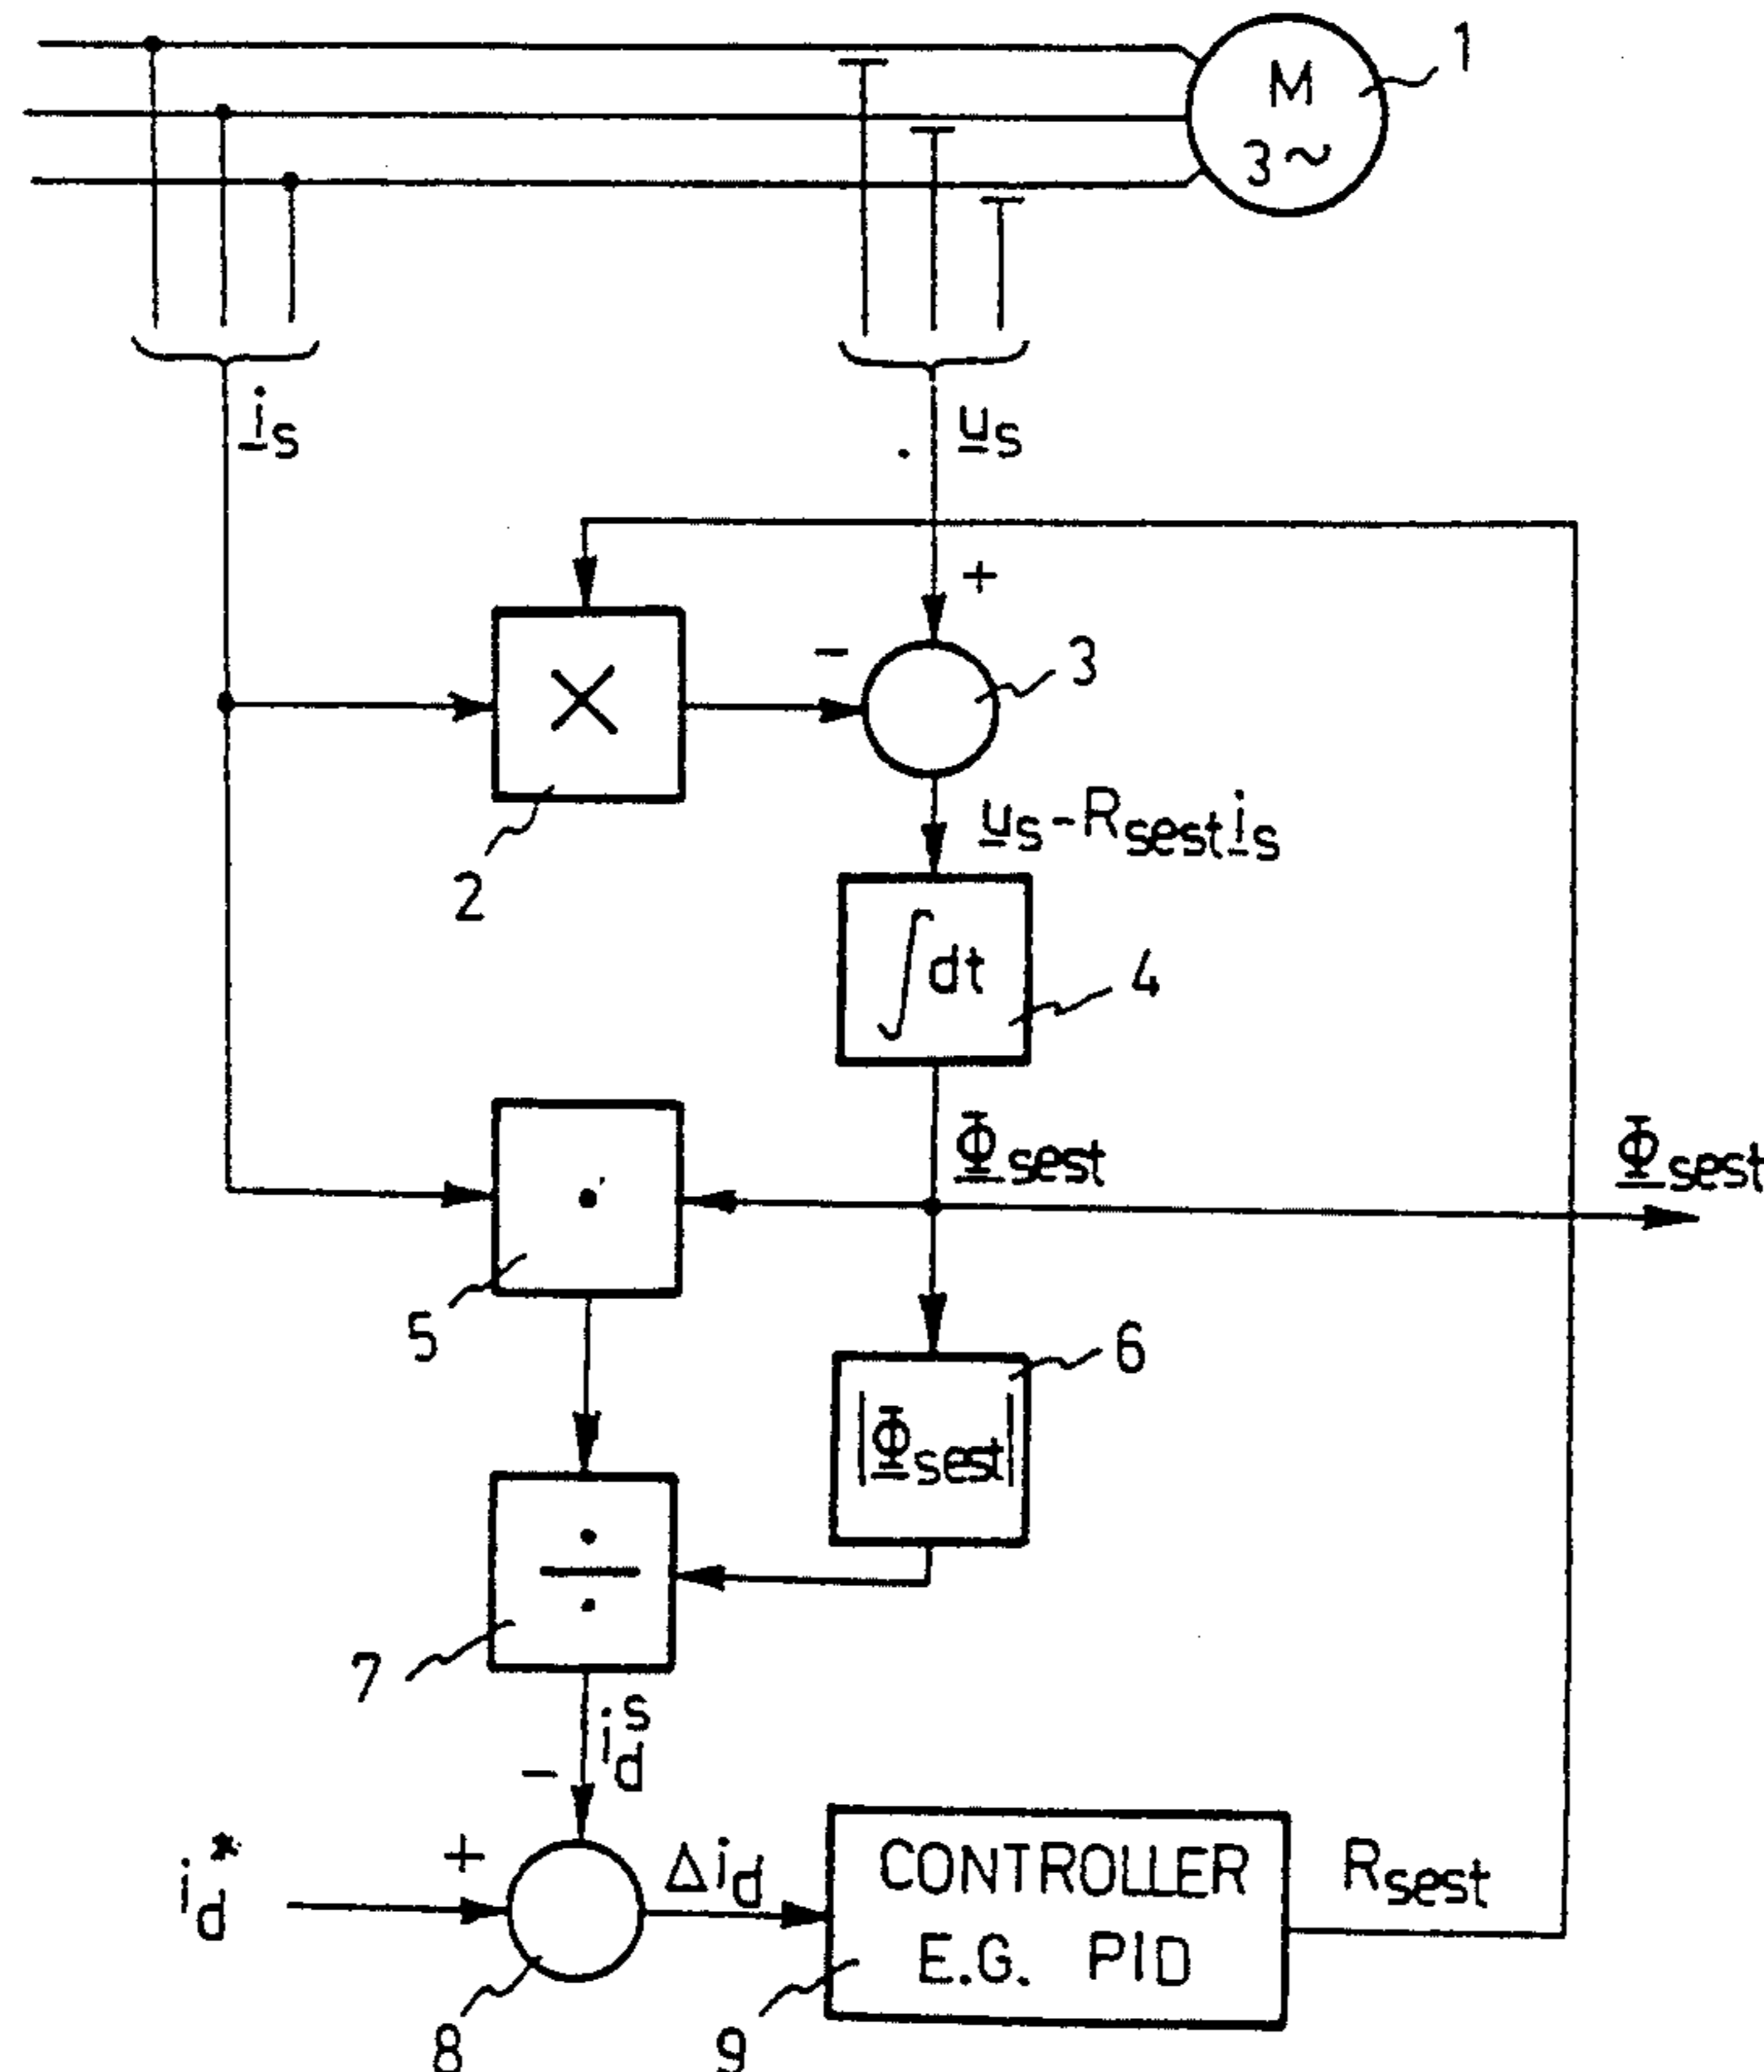 1
M
3~
i_s
u_s
+
-
×
3
2
u_s-R_sest i_s
∫dt
4
Φ_sest
Φ_sest
•
5
6
|Φ_sest|
÷
7
i_d^s
-
i_d^*
+
Δi_d
CONTROLLER
E.G. PID
R_sest
8
9